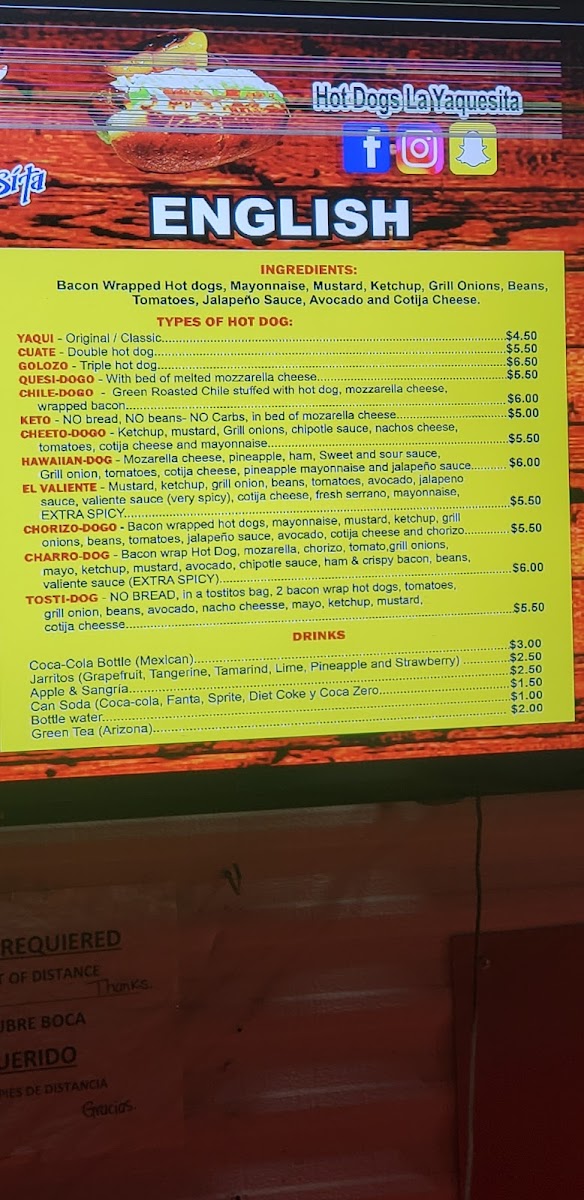 Hot Dogs La Yaquesita
sita
ENGLISH
INGREDIENTS:
Bacon Wrapped Hot dogs, Mayonnaise, Mustard, Ketchup, Grill Onions, Beans,
Tomatoes, Jalapeño Sauce, Avocado and Cotija Cheese.
TYPES OF HOT DOG:
YAQUI - Original / Classic...$4.50
CUATE - Double hot dog...$5.50
GOLOZO - Triple hot dog...$6.50
QUESI-DOGO - With bed of melted mozzarella cheese...$5.50
CHILE-DOGO - Green Roasted Chile stuffed with hot dog, mozzarella cheese,
wrapped bacon...$6.00
KETO - NO bread, NO beans- NO Carbs, in bed of mozarella cheese...$5.00
CHEETO-DOGO - Ketchup, mustard, Grill onions, chipotle sauce, nachos cheese,
tomatoes, cotija cheese and mayonnaise...$5.50
HAWAIIAN-DOG - Mozarella cheese, pineapple, ham, Sweet and sour sauce,
Grill onion, tomatoes, cotija cheese, pineapple mayonnaise and jalapeño sauce...$6.00
EL VALIENTE - Mustard, ketchup, grill onion, beans, tomatoes, avocado, jalapeno
sauce, valiente sauce (very spicy), cotija cheese, fresh serrano, mayonnaise,
EXTRA SPICY...$5.50
CHORIZO-DOGO - Bacon wrapped hot dogs, mayonnaise, mustard, ketchup, grill
onions, beans, tomatoes, jalapeño sauce, avocado, cotija cheese and chorizo...$5.50
CHARRO-DOG - Bacon wrap Hot Dog, mozarella, chorizo, tomato,grill onions,
mayo, ketchup, mustard, avocado, chipotle sauce, ham & crispy bacon, beans,
valiente sauce (EXTRA SPICY)...$6.00
TOSTI-DOG - NO BREAD, in a tostitos bag, 2 bacon wrap hot dogs, tomatoes,
grill onion, beans, avocado, nacho cheesse, mayo, ketchup, mustard,
cotija cheesse...$5.50
DRINKS
Coca-Cola Bottle (Mexican)...$3.00
Jarritos (Grapefruit, Tangerine, Tamarind, Lime, Pineapple and Strawberry)...$2.50
Apple & Sangría...$2.50
Can Soda (Coca-cola, Fanta, Sprite, Diet Coke y Coca Zero...$1.50
Bottle water...$1.00
Green Tea (Arizona)...$2.00
REQUIERED
T OF DISTANCE
Thanks.
UBRE BOCA
UERIDO
PIES DE DISTANCIA
Gracias.